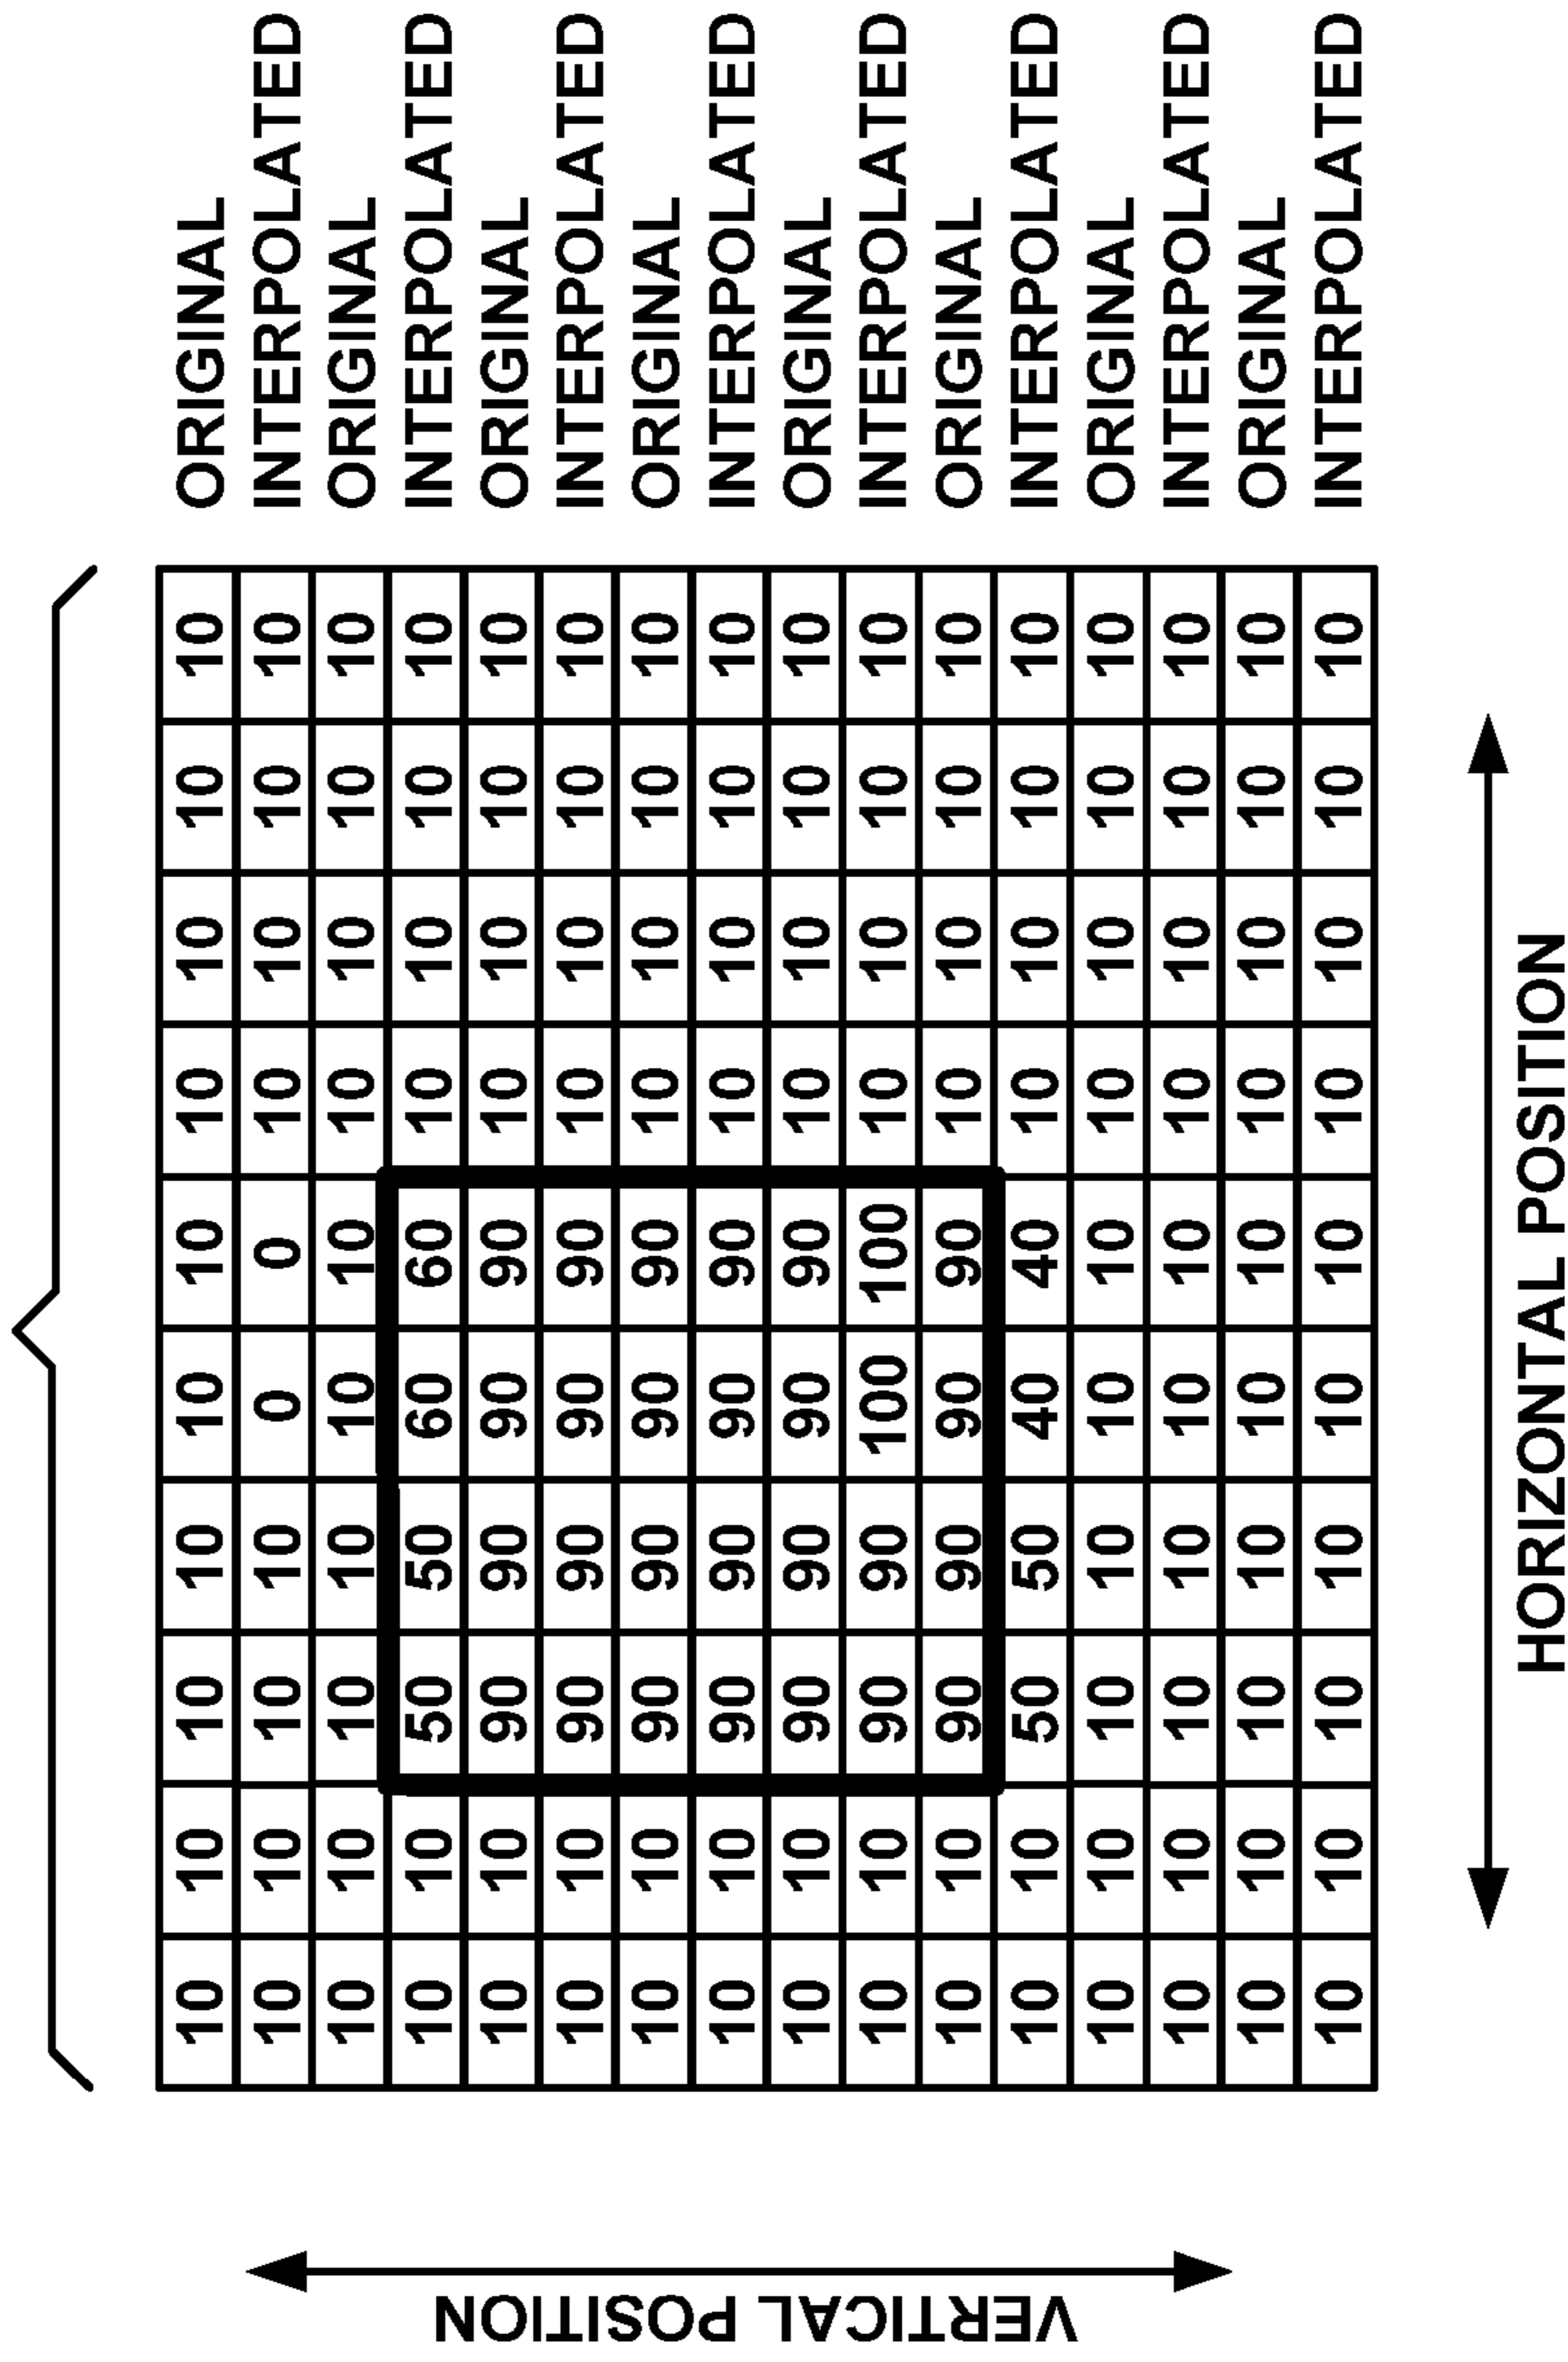 VERTICAL POSITION
10 10 10 10 10 10 10 10 10 10 ORIGINAL
10 10 10 10 0 0 10 10 10 10 INTERPOLATED
10 10 10 10 10 10 10 10 10 10 ORIGINAL
10 10 50 50 60 60 10 10 10 10 INTERPOLATED
10 10 90 90 90 90 10 10 10 10 ORIGINAL
10 10 90 90 90 90 10 10 10 10 INTERPOLATED
10 10 90 90 90 90 10 10 10 10 ORIGINAL
10 10 90 90 90 90 10 10 10 10 INTERPOLATED
10 10 90 90 90 90 10 10 10 10 ORIGINAL
10 10 90 90 100 100 10 10 10 10 INTERPOLATED
10 10 90 90 90 90 10 10 10 10 ORIGINAL
10 10 50 50 40 40 10 10 10 10 INTERPOLATED
10 10 10 10 10 10 10 10 10 10 ORIGINAL
10 10 10 10 10 10 10 10 10 10 INTERPOLATED
10 10 10 10 10 10 10 10 10 10 ORIGINAL
10 10 10 10 10 10 10 10 10 10 INTERPOLATED
HORIZONTAL POSITION